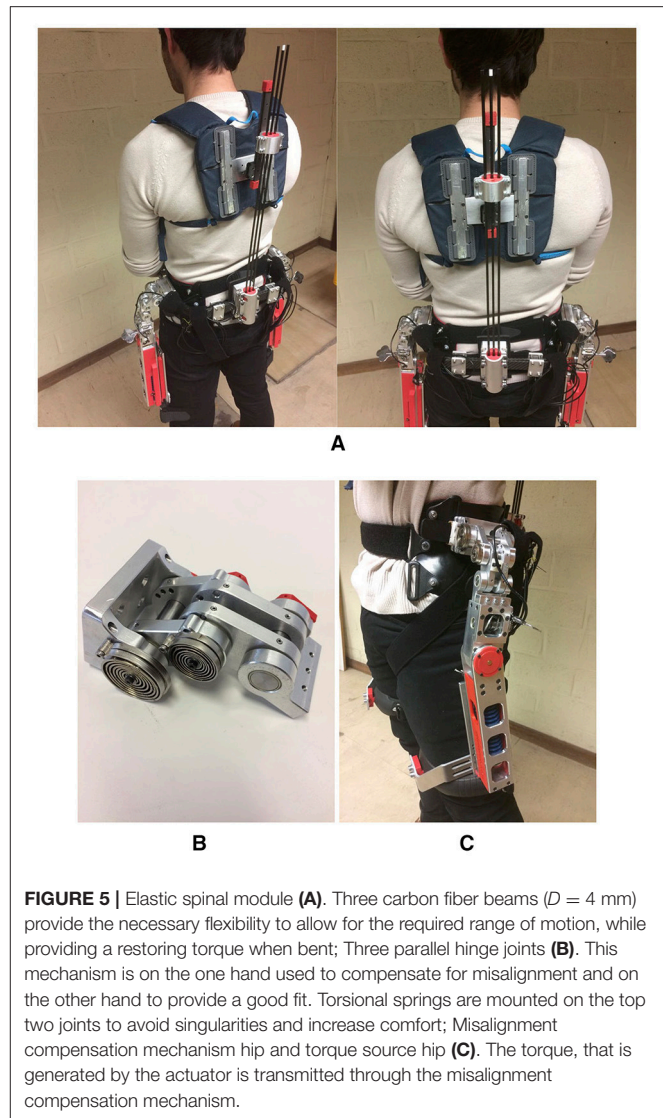 A
B
C
FIGURE 5 | Elastic spinal module (A). Three carbon fiber beams (D = 4 mm)
provide the necessary flexibility to allow for the required range of motion, while
providing a restoring torque when bent; Three parallel hinge joints (B). This
mechanism is on the one hand used to compensate for misalignment and on
the other hand to provide a good fit. Torsional springs are mounted on the top
two joints to avoid singularities and increase comfort; Misalignment
compensation mechanism hip and torque source hip (C). The torque, that is
generated by the actuator is transmitted through the misalignment
compensation mechanism.